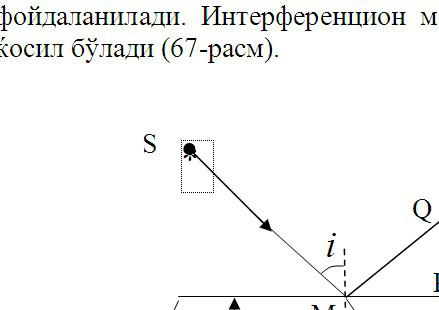 фойдаланилади. Интерференцион м
ҳосил бўлади (67-расм).
S
Q
i
M